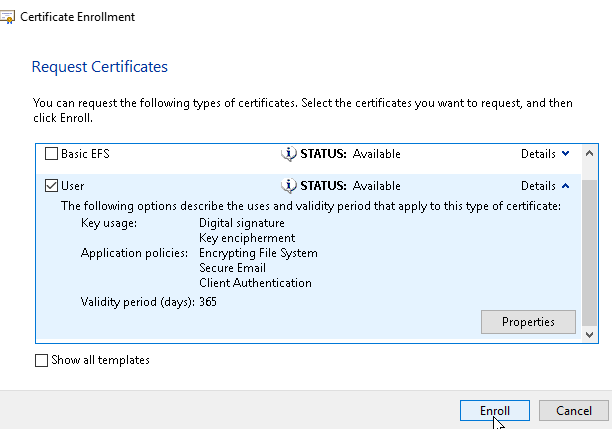 Certificate Enrollment
Request Certificates
You can request the following types of certificates. Select the certificates you want to request, and then
click Enroll.
Basic EFS STATUS: Available Details
User STATUS: Available Details
The following options describe the uses and validity period that apply to this type of certificate:
Key usage: Digital signature
Key encipherment
Application policies: Encrypting File System
Secure Email
Client Authentication
Validity period (days): 365
Properties
Show all templates
Enroll Cancel